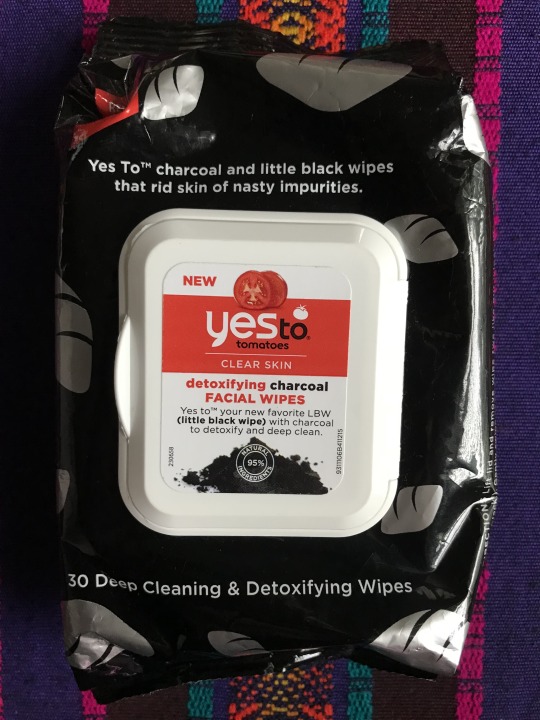 Yes To™ charcoal and little black wipes
that rid skin of nasty impurities.
NEW
yes to®
tomatoes
CLEAR SKIN
detoxifying charcoal
FACIAL WIPES
Yes to™ your new favorite LBW
(little black wipe) with charcoal
to detoxify and deep clean.
NATURAL
95%
INGREDIENTS
230658
30 Deep Cleaning & Detoxifying Wipes